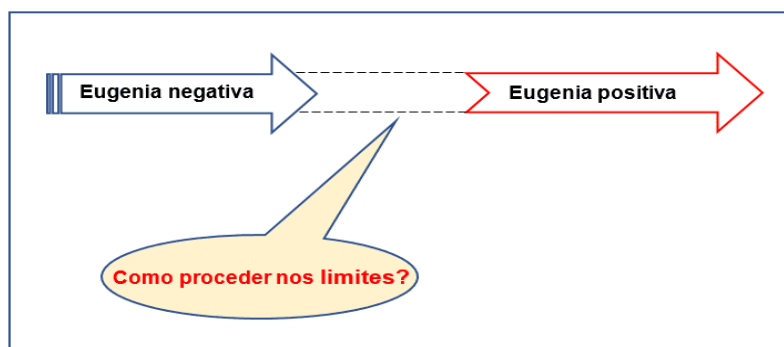 Eugenia negativa
Eugenia positiva
Como proceder nos limites?